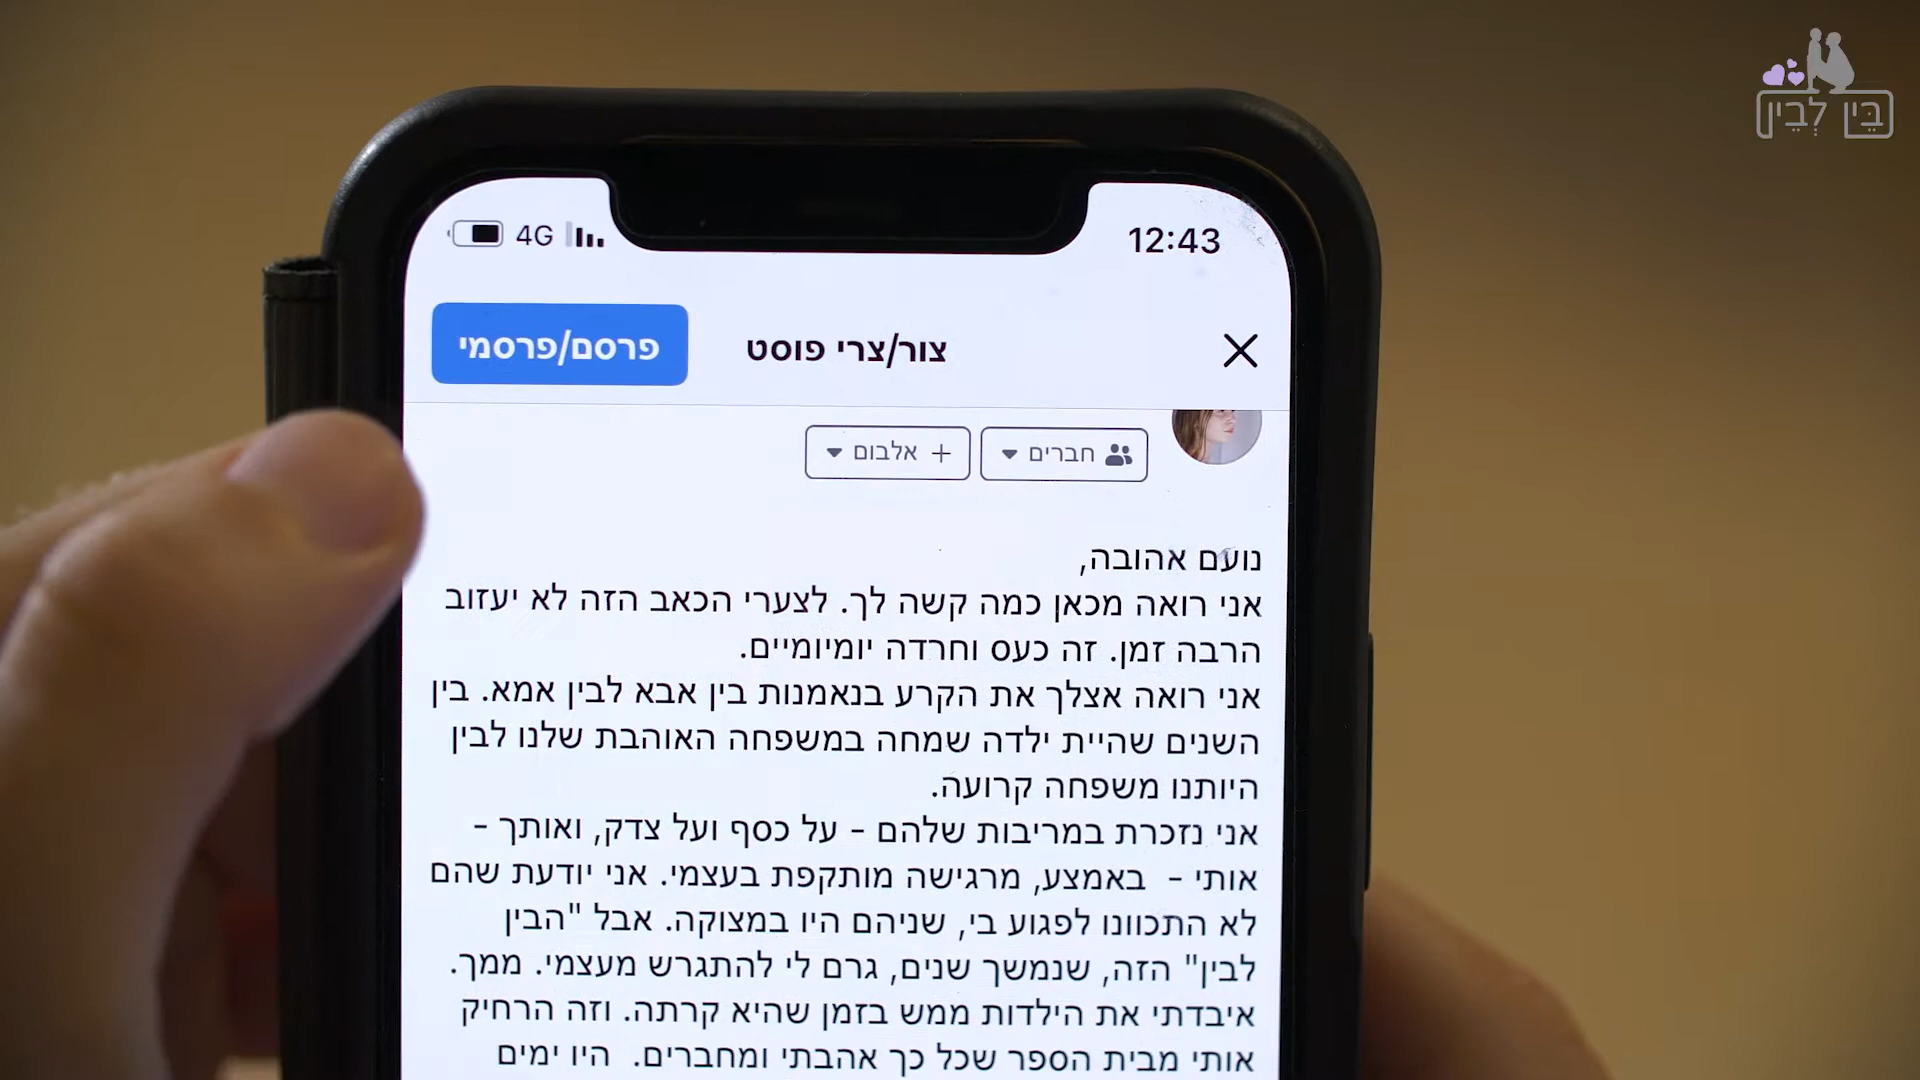 בֵּין לְבֵין
4G
12:43
פרסם/פרסמי
צור/צרי פוסט
אלבום
חברים
נועם אהובה,
אני רואה מכאן כמה קשה לך. לצערי הכאב הזה לא יעזוב
הרבה זמן. זה כעס וחרדה יומיומיים.
אני רואה אצלך את הקרע בנאמנות בין אבא לבין אמא. בין
השנים שהיית ילדה שמחה במשפחה האוהבת שלנו לבין
היותנו משפחה קרועה.
אני נזכרת במריבות שלהם - על כסף ועל צדק, ואותך -
אותי - באמצע, מרגישה מותקפת בעצמי. אני יודעת שהם
לא התכוונו לפגוע בי, שניהם היו במצוקה. אבל "הבין
לבין" הזה, שנמשך שנים, גרם לי להתגרש מעצמי. ממך.
איבדתי את הילדות ממש בזמן שהיא קרתה. וזה הרחיק
אותי מבית הספר שכל כך אהבתי ומחברים. היו ימים